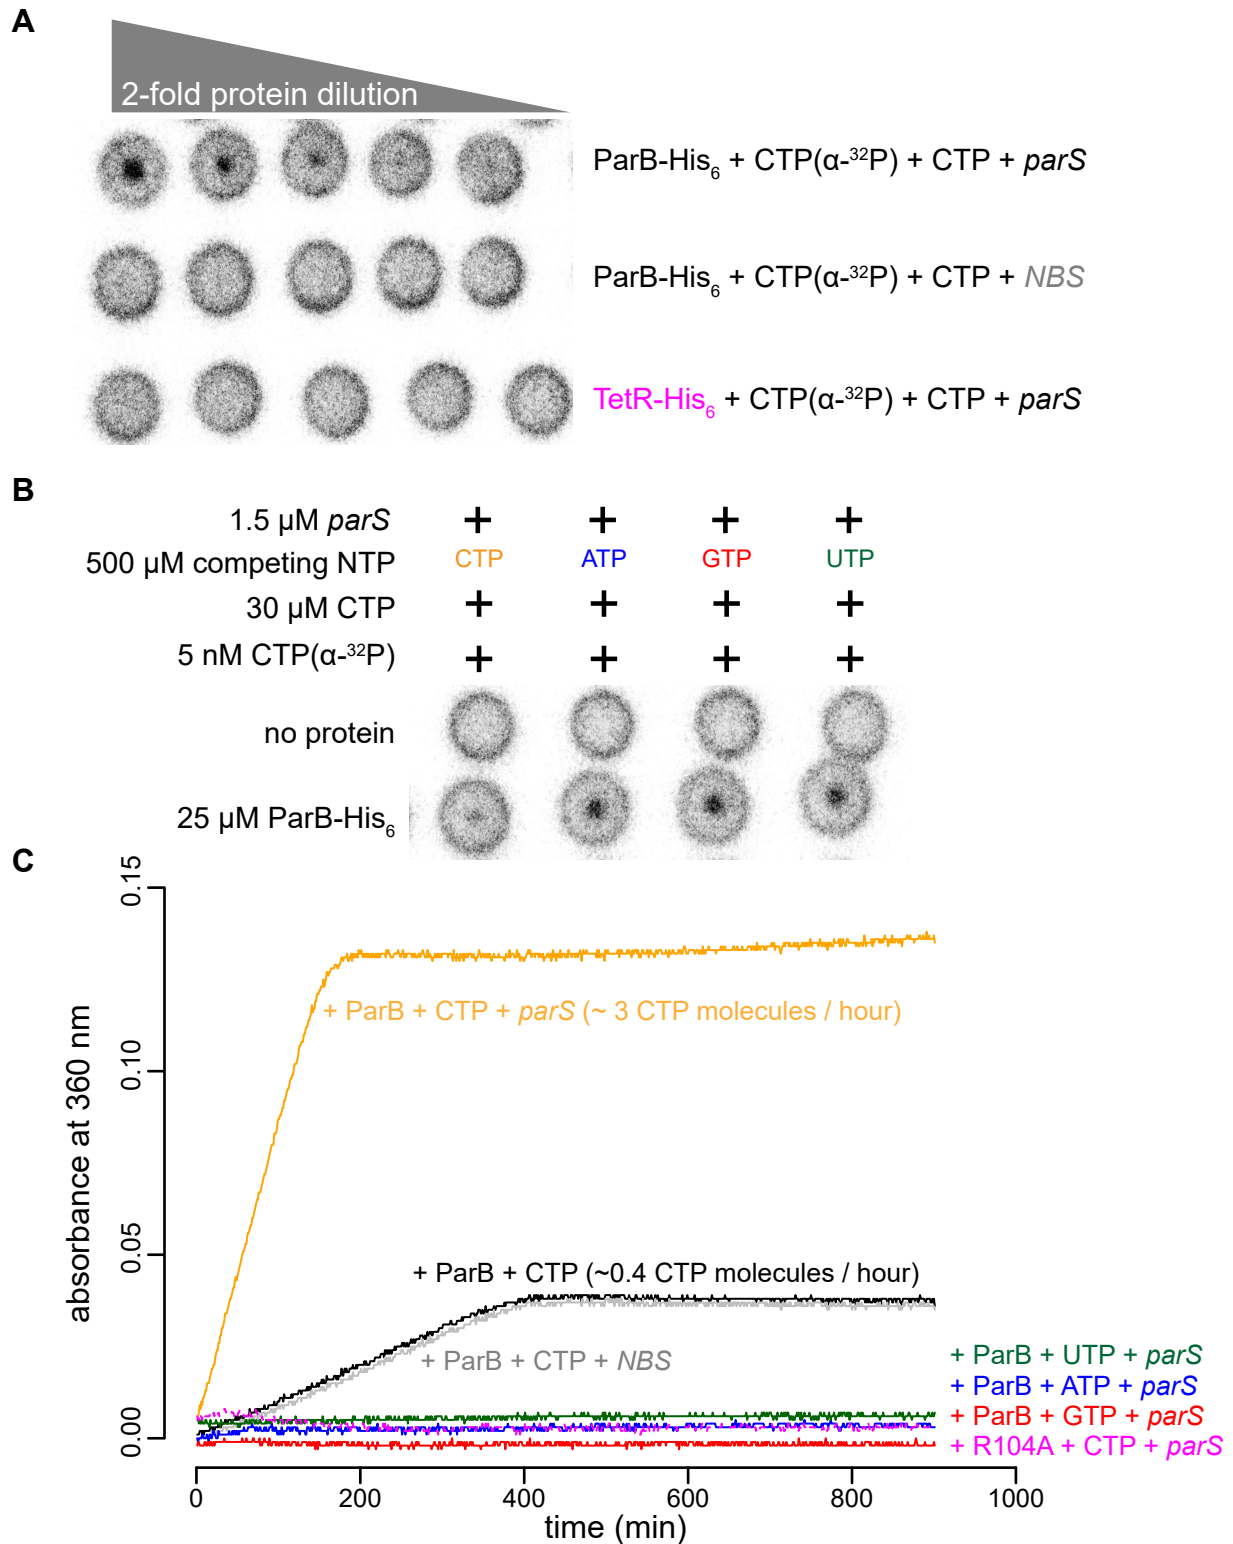 A
2-fold protein dilution
ParB-His₆ + CTP(α-³²P) + CTP + parS
ParB-His₆ + CTP(α-³²P) + CTP + NBS
TetR-His₆ + CTP(α-³²P) + CTP + parS
B
1.5 µM parS + + + +
500 µM competing NTP CTP ATP GTP UTP
30 µM CTP + + + +
5 nM CTP(α-³²P) + + + +
no protein
25 µM ParB-His₆
C
absorbance at 360 nm
0.15
0.10
0.05
0.00
+ ParB + CTP + parS (~ 3 CTP molecules / hour)
+ ParB + CTP (~0.4 CTP molecules / hour)
+ ParB + CTP + NBS
+ ParB + UTP + parS
+ ParB + ATP + parS
+ ParB + GTP + parS
+ R104A + CTP + parS
0 200 400 600 800 1000
time (min)